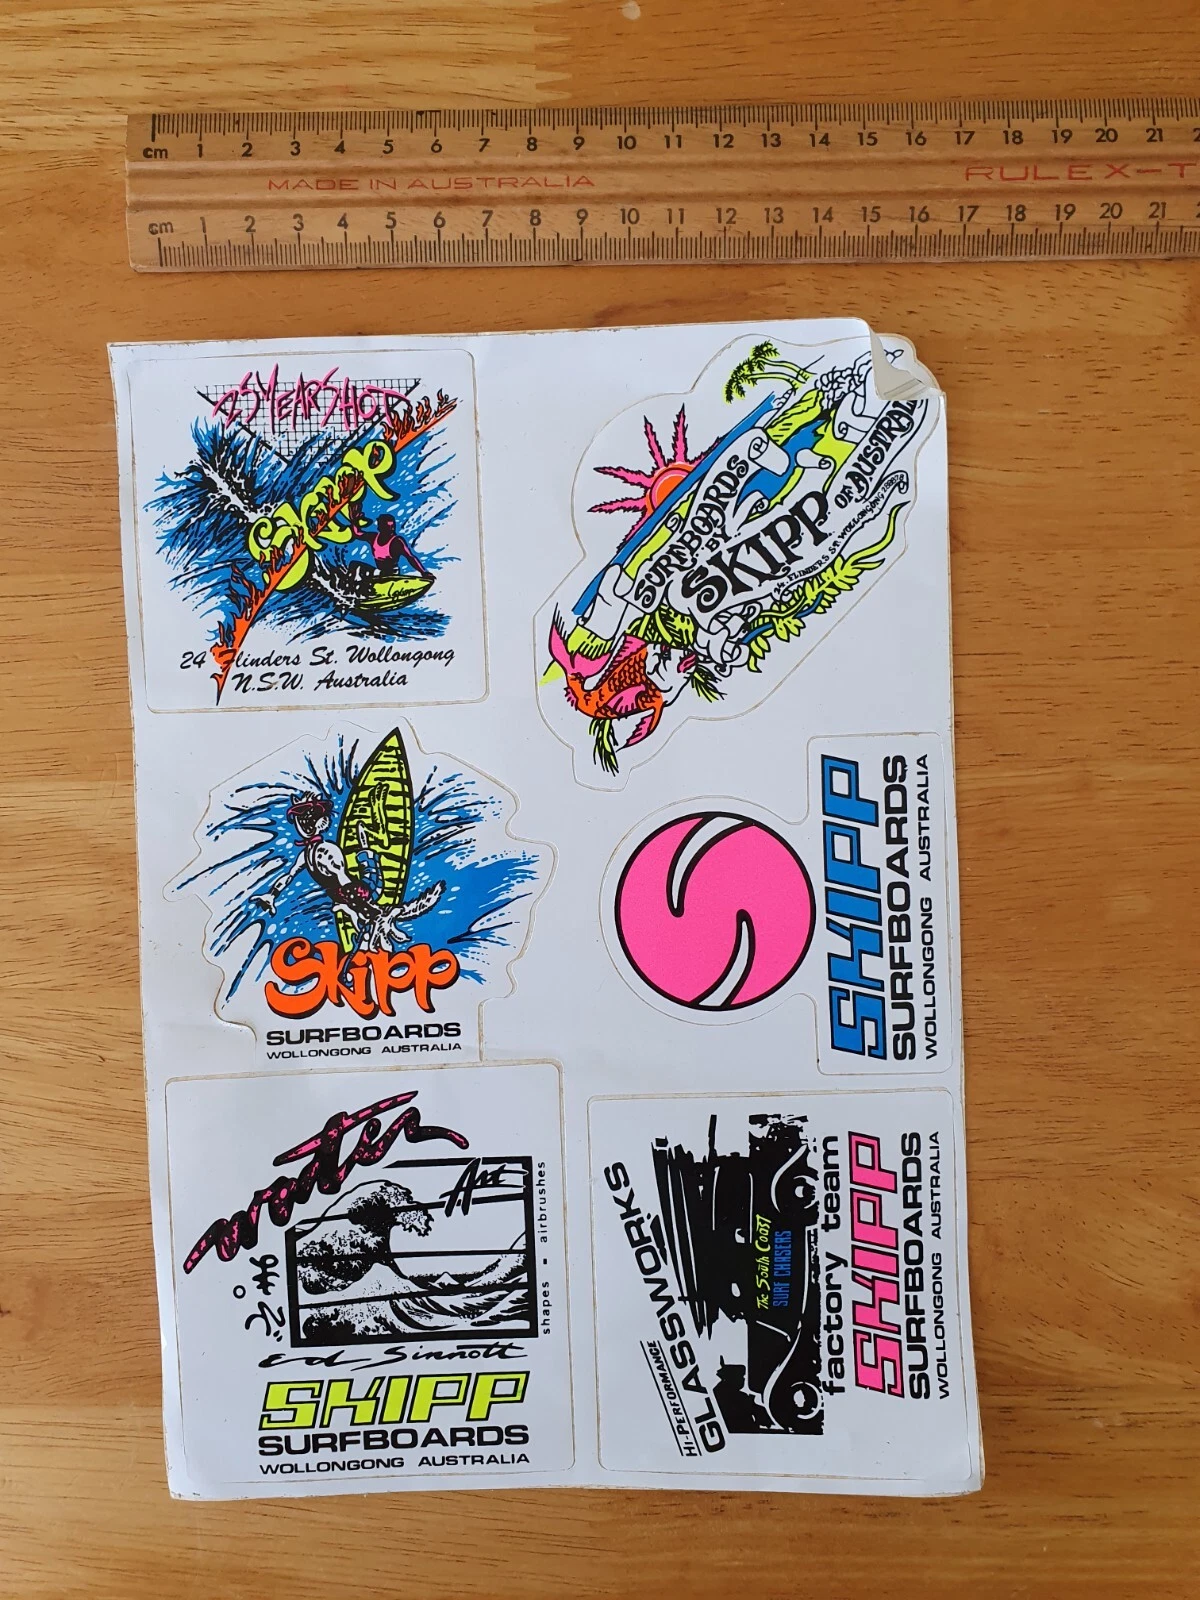 cm 1 2 3 4 5 6 7 8 9 10 11 12 13 14 15 16 17 18 19 20 21
MADE IN AUSTRALIA RULEX-T
cm 1 2 3 4 5 6 7 8 9 10 11 12 13 14 15 16 17 18 19 20 21
25 YEARS HOT
Skipp
24 Flinders St. Wollongong
N.S.W. Australia
SURFBOARDS
BY
SKIPP
OF AUSTRALIA
24. FLINDERS ST. WOLLONGONG
Skipp
SURFBOARDS
WOLLONGONG AUSTRALIA
SKIPP
SURFBOARDS
WOLLONGONG AUSTRALIA
water
Art
shapes - airbrushes
Ed Sinnott
SKIPP
SURFBOARDS
WOLLONGONG AUSTRALIA
HI-PERFORMANCE
GLASSWORKS
The South Coast
SURF CHASERS
factory team
SKIPP
SURFBOARDS
WOLLONGONG AUSTRALIA